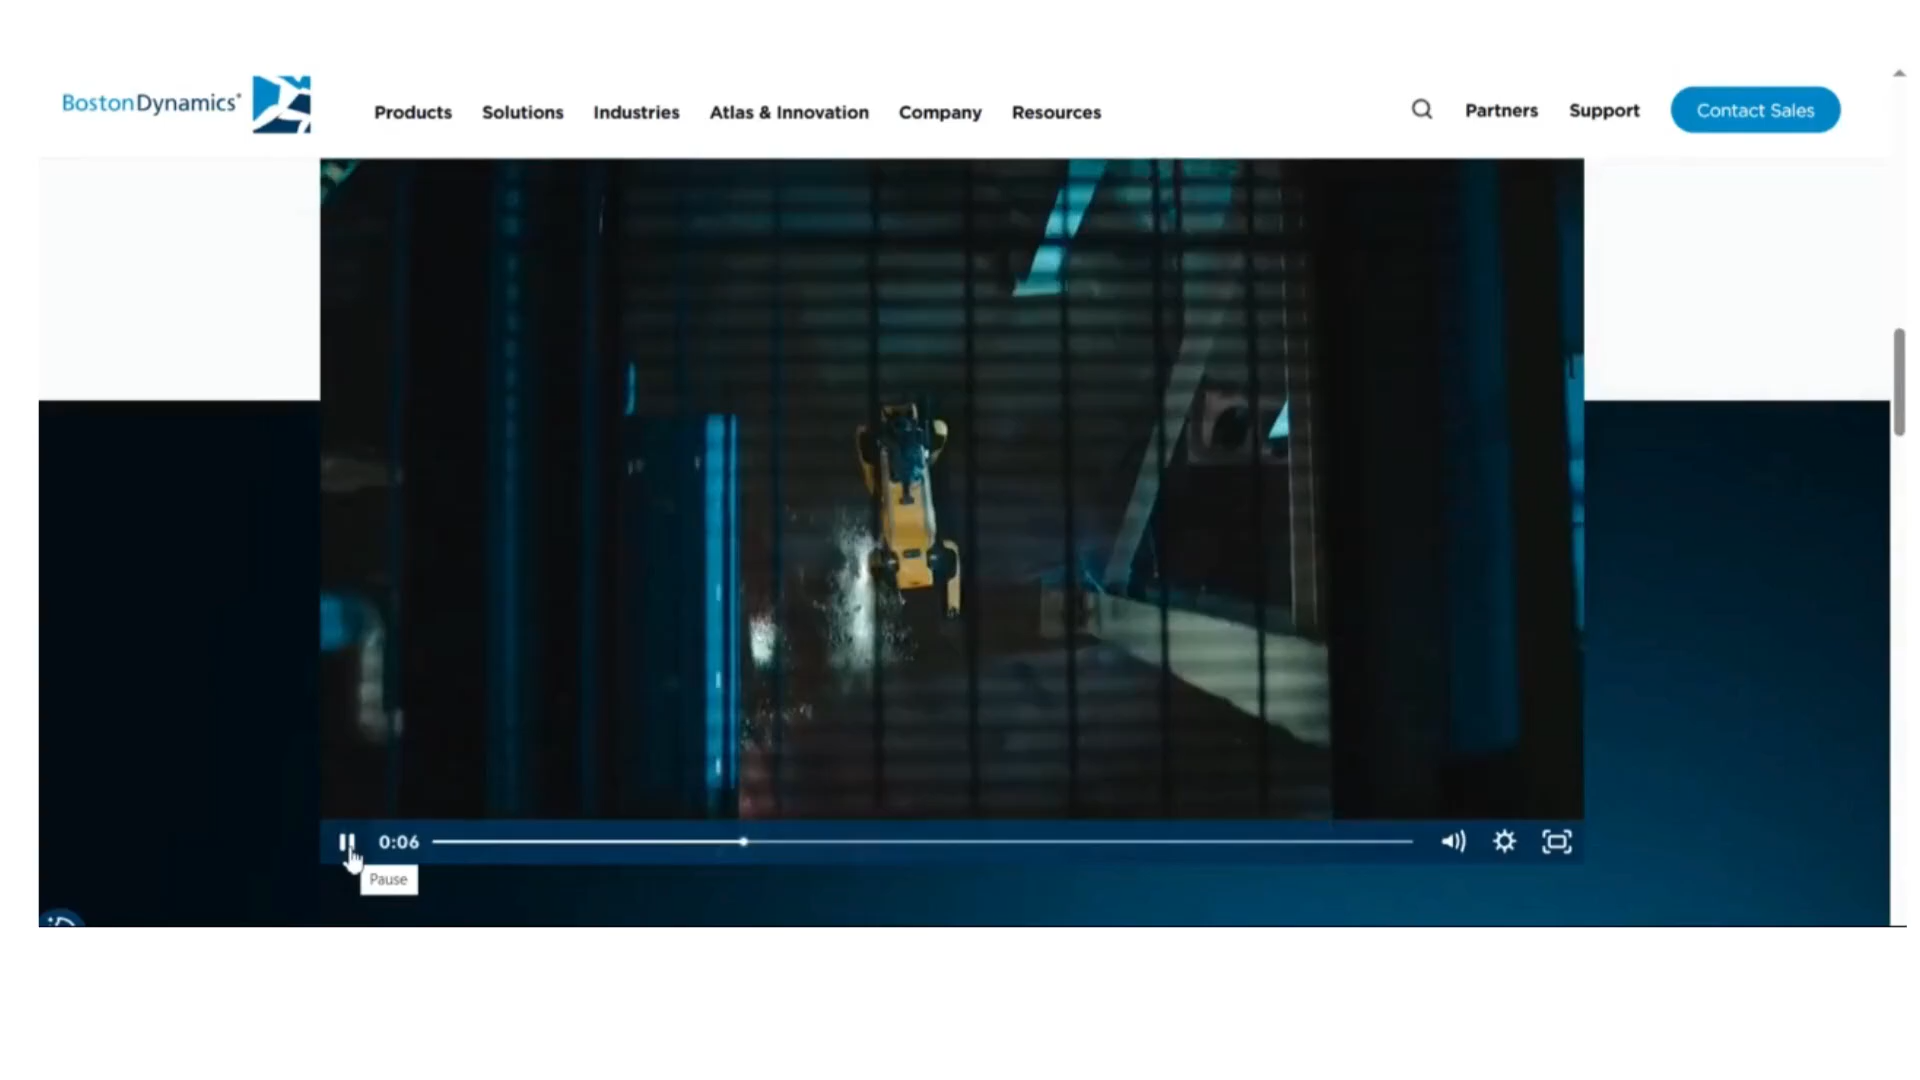 BostonDynamics®
Products Solutions Industries Atlas & Innovation Company Resources
Partners Support Contact Sales
0:06
Pause